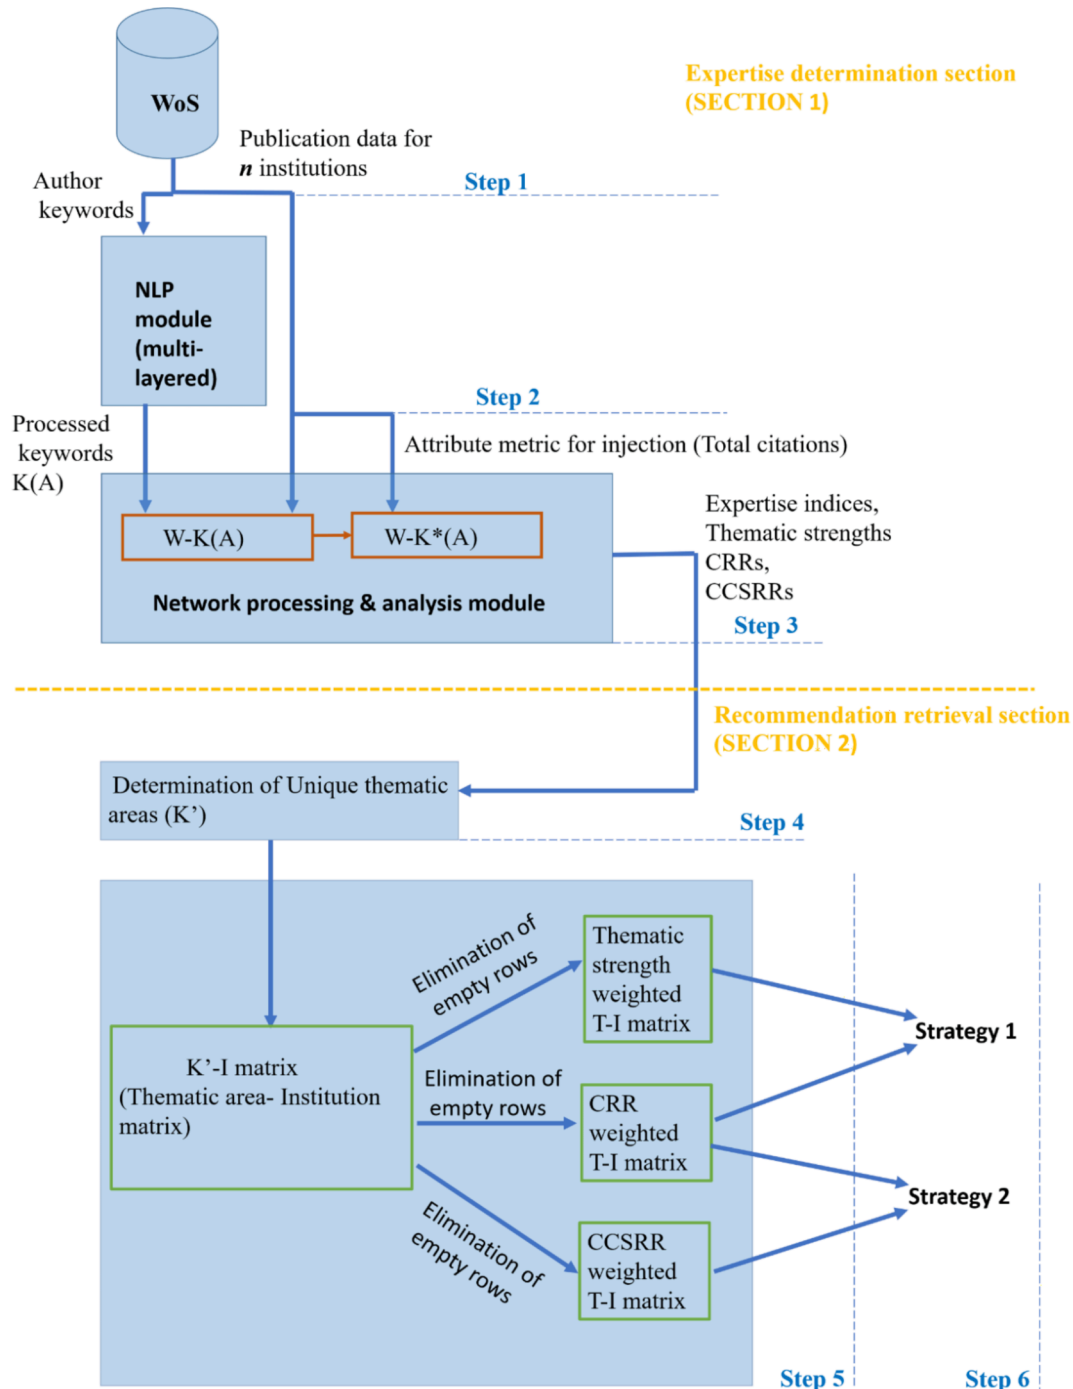 WoS
Expertise determination section
(SECTION 1)
Publication data for
n institutions
Author
keywords
Step 1
NLP
module
(multi-
layered)
Step 2
Processed
keywords
K(A)
Attribute metric for injection (Total citations)
W-K(A)
W-K*(A)
Network processing & analysis module
Expertise indices,
Thematic strengths
CRRs,
CCSRRs
Step 3
Recommendation retrieval section
(SECTION 2)
Determination of Unique thematic
areas (K’)
Step 4
K’-I matrix
(Thematic area- Institution
matrix)
Elimination of
empty rows
Elimination of
empty rows
Elimination of
empty rows
Thematic
strength
weighted
T-I matrix
CRR
weighted
T-I matrix
CCSRR
weighted
T-I matrix
Strategy 1
Strategy 2
Step 5
Step 6